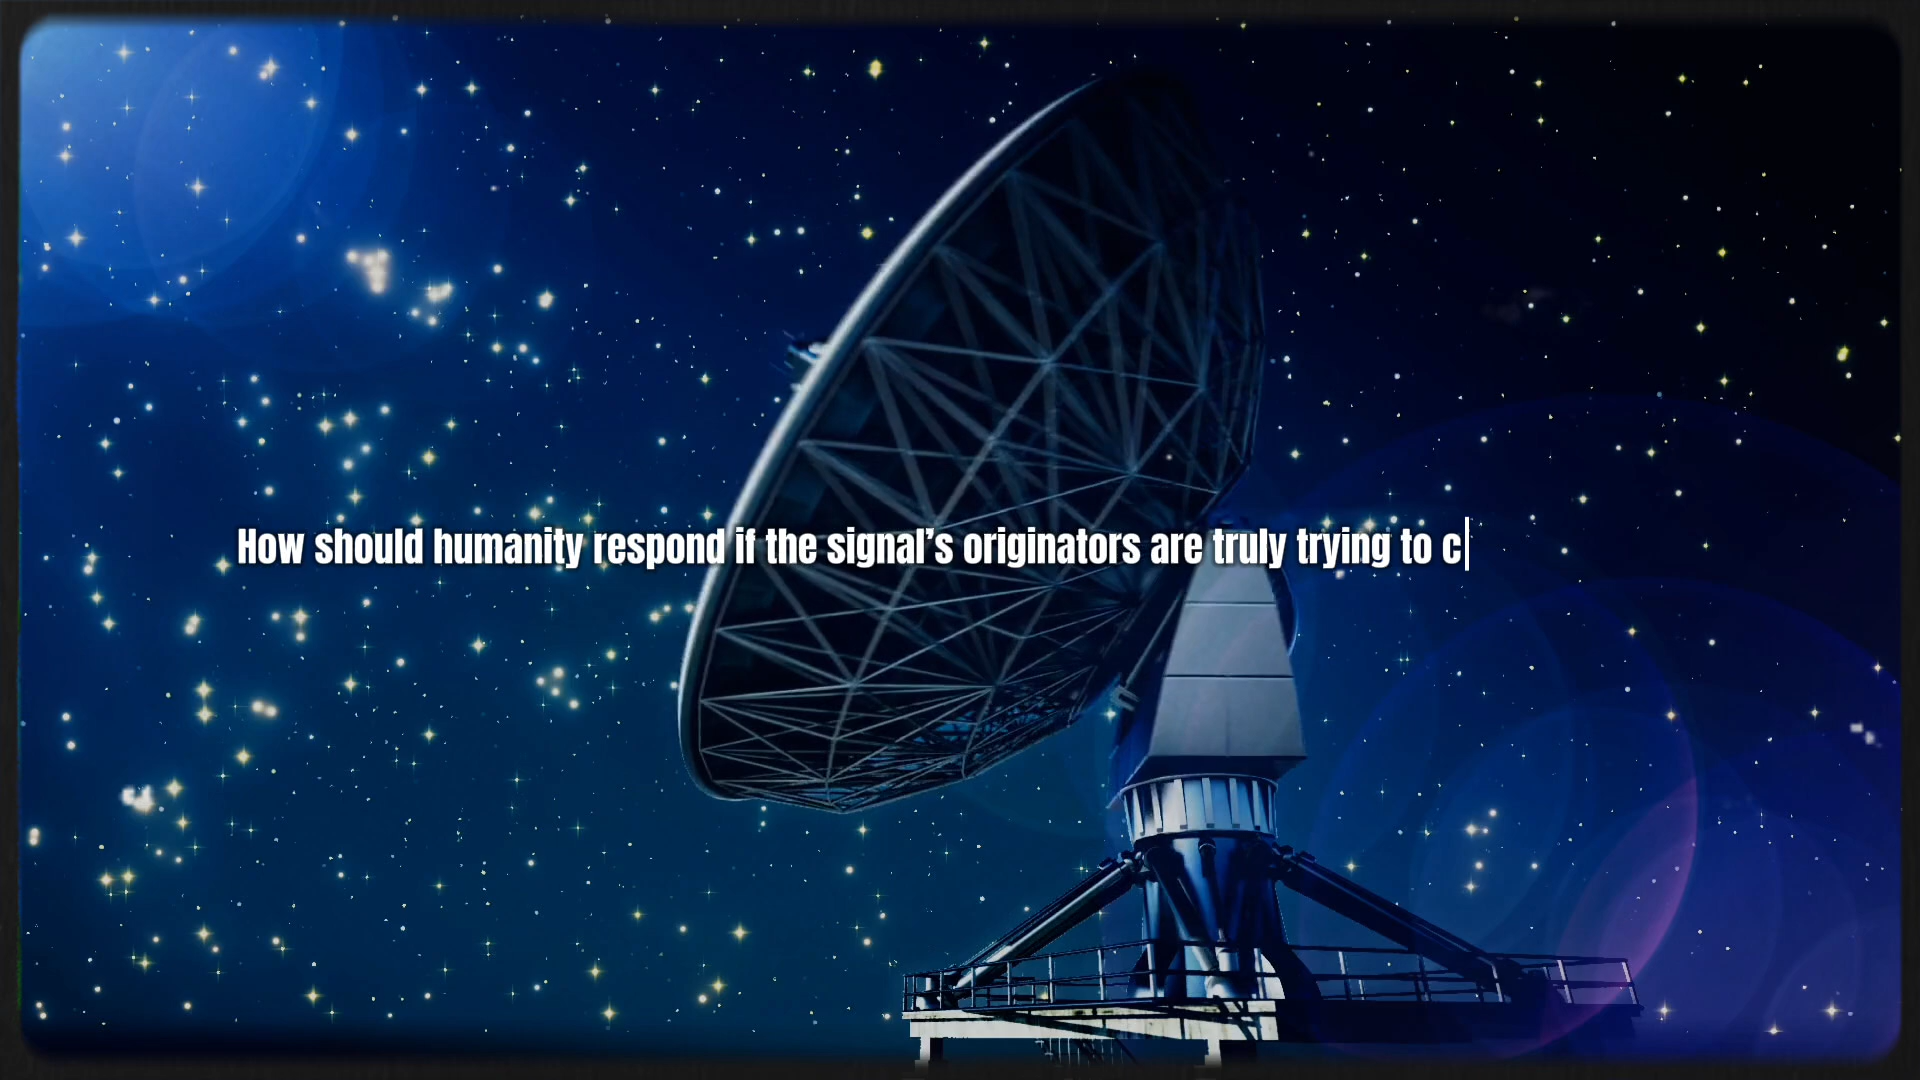 How should humanity respond if the signal’s originators are truly trying to c